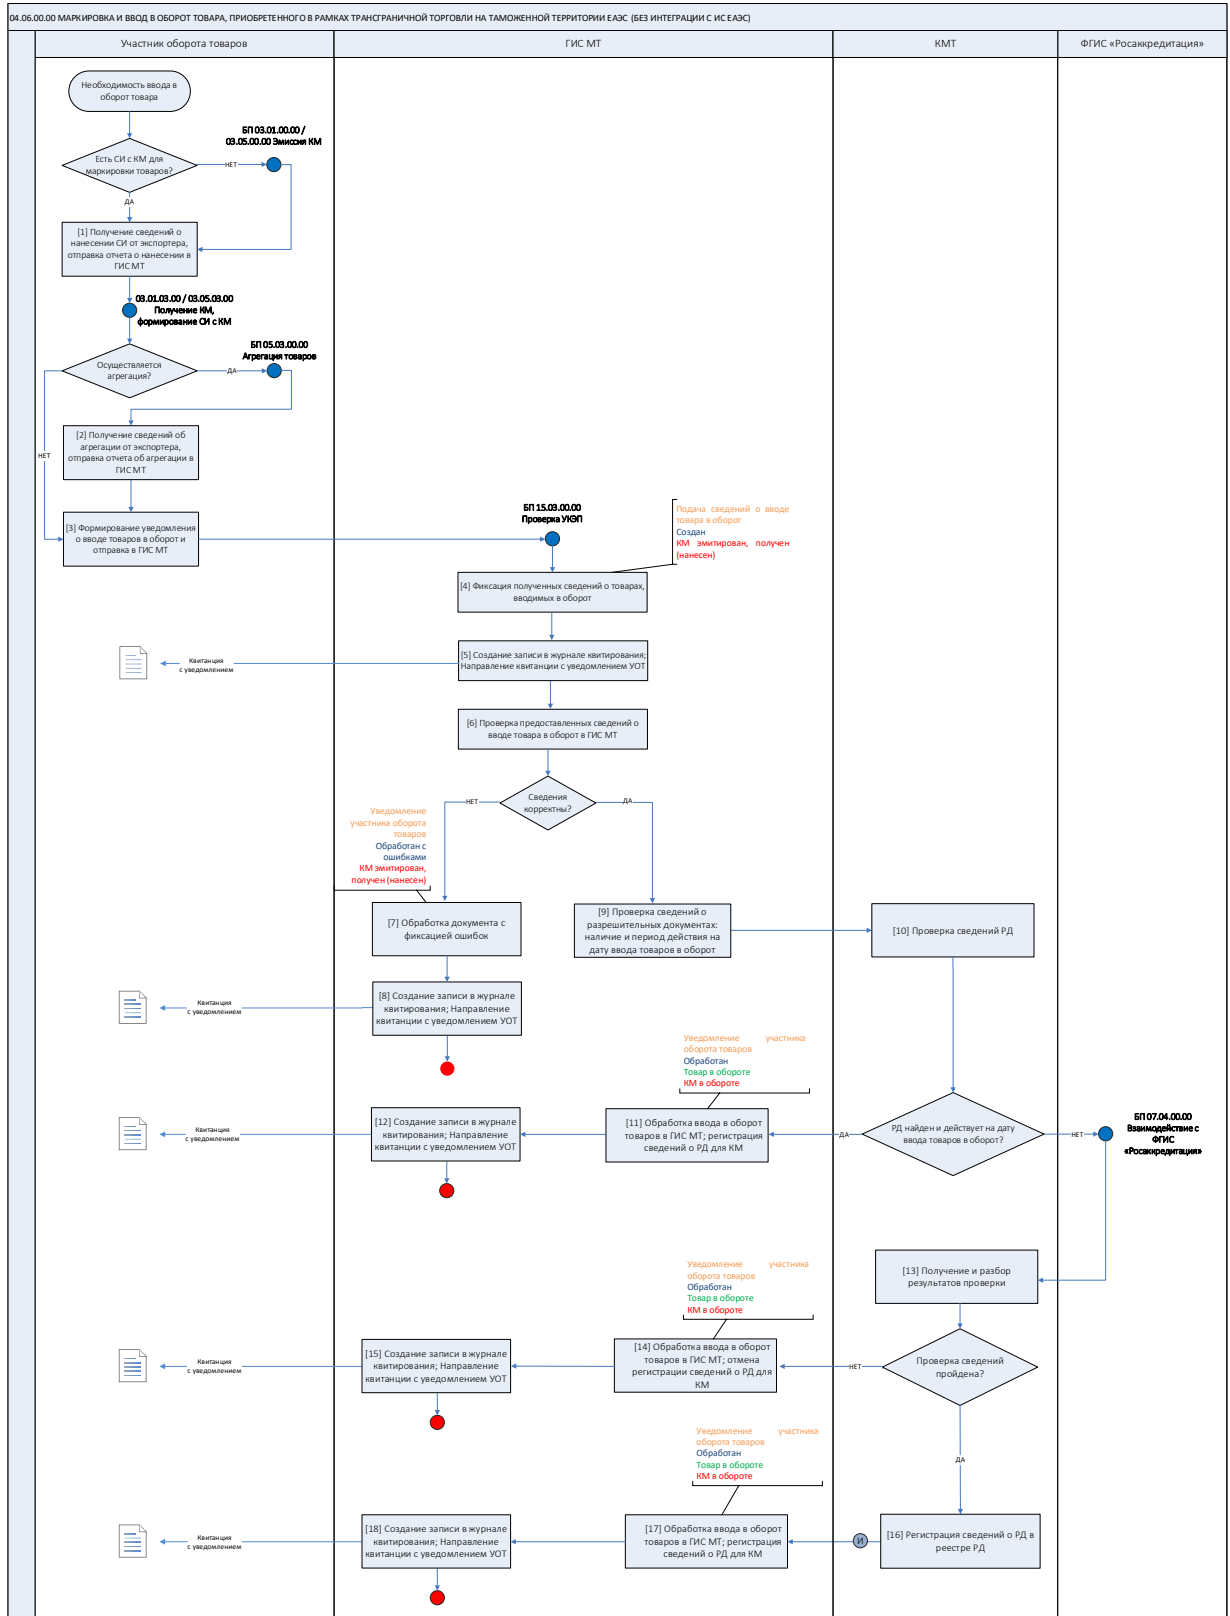 04.06.00.00 МАРКИРОВКА И ВВОД В ОБОРОТ ТОВАРА, ПРИОБРЕТЕННОГО В РАМКАХ ТРАНСГРАНИЧНОЙ ТОРГОВЛИ НА ТАМОЖЕННОЙ ТЕРРИТОРИИ ЕАЭС (БЕЗ ИНТЕГРАЦИИ С ИС ЕАЭС)
Участник оборота товаров
ГИС МТ
КМТ
ФГИС «Росаккредитация»
Необходимость ввода в
оборот товара
БП 03.01.00.00 /
03.05.00.00 Эмиссия КМ
Есть СИ с КМ для
маркировки товаров?
НЕТ
ДА
[1] Получение сведений о
нанесении СИ от экспортера,
отправка отчета о нанесении в
ГИС МТ
03.01.03.00 / 03.05.03.00
Получение КМ,
формирование СИ с КМ
БП 05.03.00.00
Агрегация товаров
Осуществляется
агрегация?
ДА
НЕТ
[2] Получение сведений об
агрегации от экспортера,
отправка отчета об агрегации в
ГИС МТ
[3] Формирование уведомления
о вводе товаров в оборот и
отправка в ГИС МТ
БП 15.03.00.00
Проверка УКЭП
Подача сведений о вводе
товара в оборот
Создан
КМ эмитирован, получен
(нанесен)
[4] Фиксация полученных сведений о товарах,
вводимых в оборот
[5] Создание записи в журнале квитирования;
Направление квитанции с уведомлением УОТ
Квитанция
с уведомлением
[6] Проверка предоставленных сведений о
вводе товара в оборот в ГИС МТ
Сведения
корректны?
НЕТ
ДА
Уведомление
участника оборота
товаров
Обработан с
ошибками
КМ эмитирован,
получен (нанесен)
[7] Обработка документа с
фиксацией ошибок
[9] Проверка сведений о
разрешительных документах:
наличие и период действия на
дату ввода товаров в оборот
[10] Проверка сведений РД
[8] Создание записи в журнале
квитирования; Направление
квитанции с уведомлением УОТ
Квитанция
с уведомлением
Уведомление участника
оборота товаров
Обработан
Товар в обороте
КМ в обороте
[12] Создание записи в журнале
квитирования; Направление
квитанции с уведомлением УОТ
Квитанция
с уведомлением
[11] Обработка ввода в оборот
товаров в ГИС МТ; регистрация
сведений о РД для КМ
ДА
РД найден и действует на дату
ввода товаров в оборот?
НЕТ
БП 07.04.00.00
Взаимодействие с
ФГИС
«Росаккредитация»
[13] Получение и разбор
результатов проверки
Уведомление участника
оборота товаров
Обработан
Товар в обороте
КМ в обороте
[15] Создание записи в журнале
квитирования; Направление
квитанции с уведомлением УОТ
Квитанция
с уведомлением
[14] Обработка ввода в оборот
товаров в ГИС МТ; отмена
регистрации сведений о РД для
КМ
НЕТ
Проверка сведений
пройдена?
ДА
Уведомление участника
оборота товаров
Обработан
Товар в обороте
КМ в обороте
[18] Создание записи в журнале
квитирования; Направление
квитанции с уведомлением УОТ
Квитанция
с уведомлением
[17] Обработка ввода в оборот
товаров в ГИС МТ; регистрация
сведений о РД для КМ
И
[16] Регистрация сведений о РД в
реестре РД